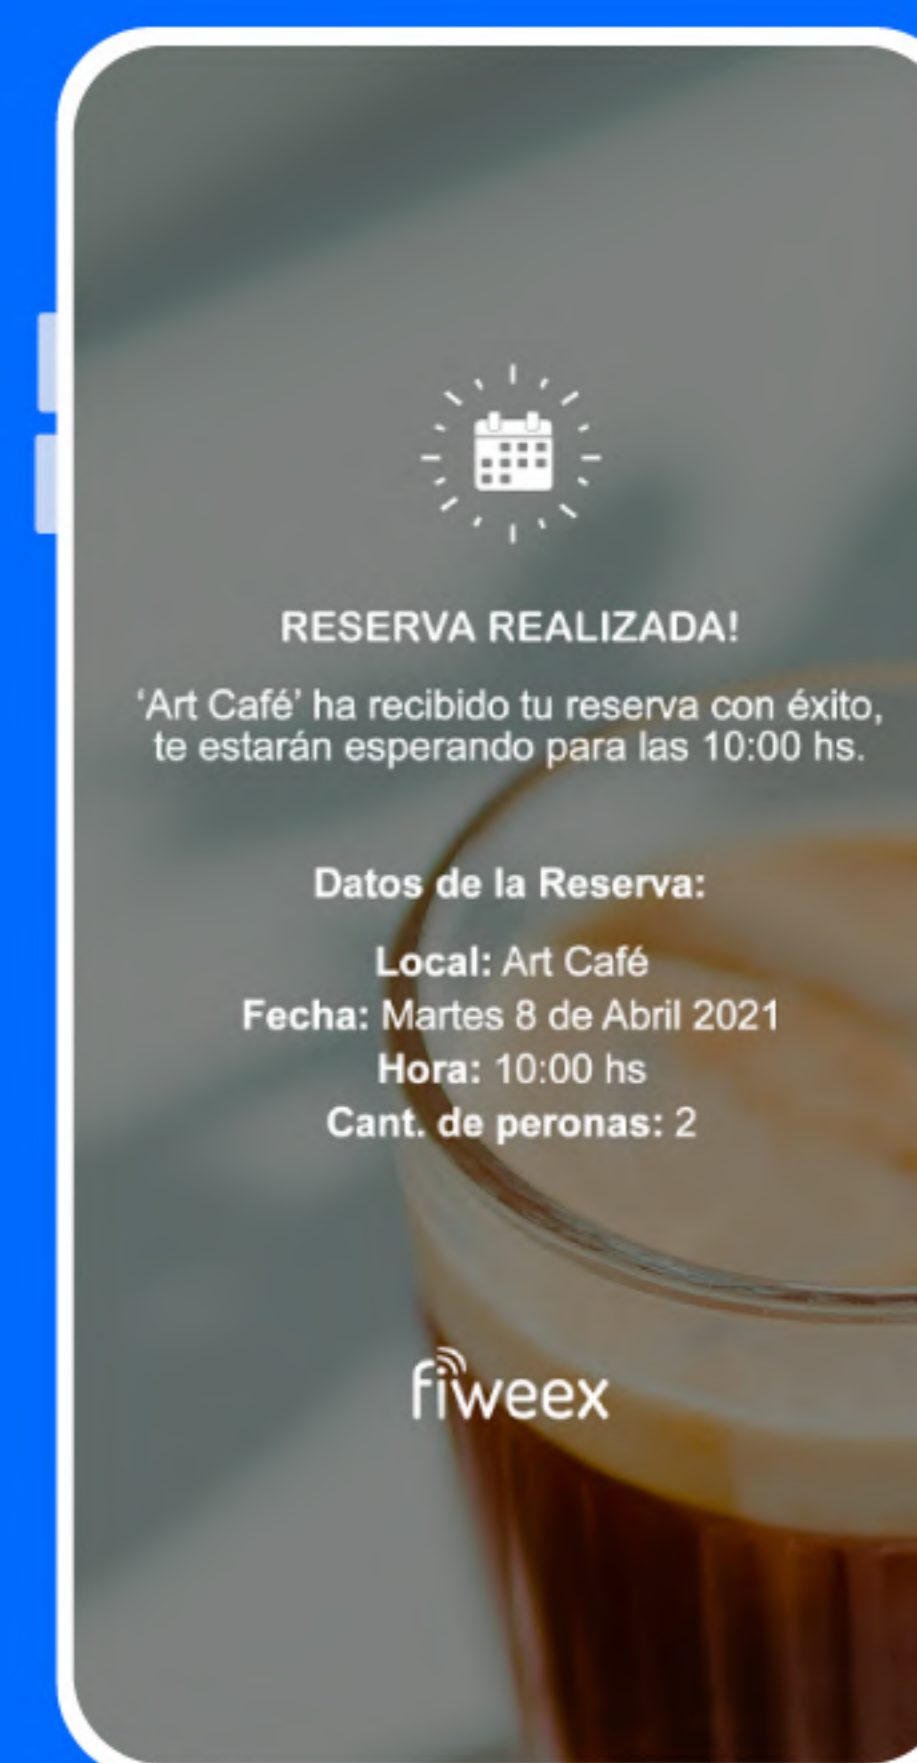 RESERVA REALIZADA!
‘Art Café’ ha recibido tu reserva con éxito,
te estarán esperando para las 10:00 hs.
Datos de la Reserva:
Local: Art Café
Fecha: Martes 8 de Abril 2021
Hora: 10:00 hs
Cant. de peronas: 2
fiweex